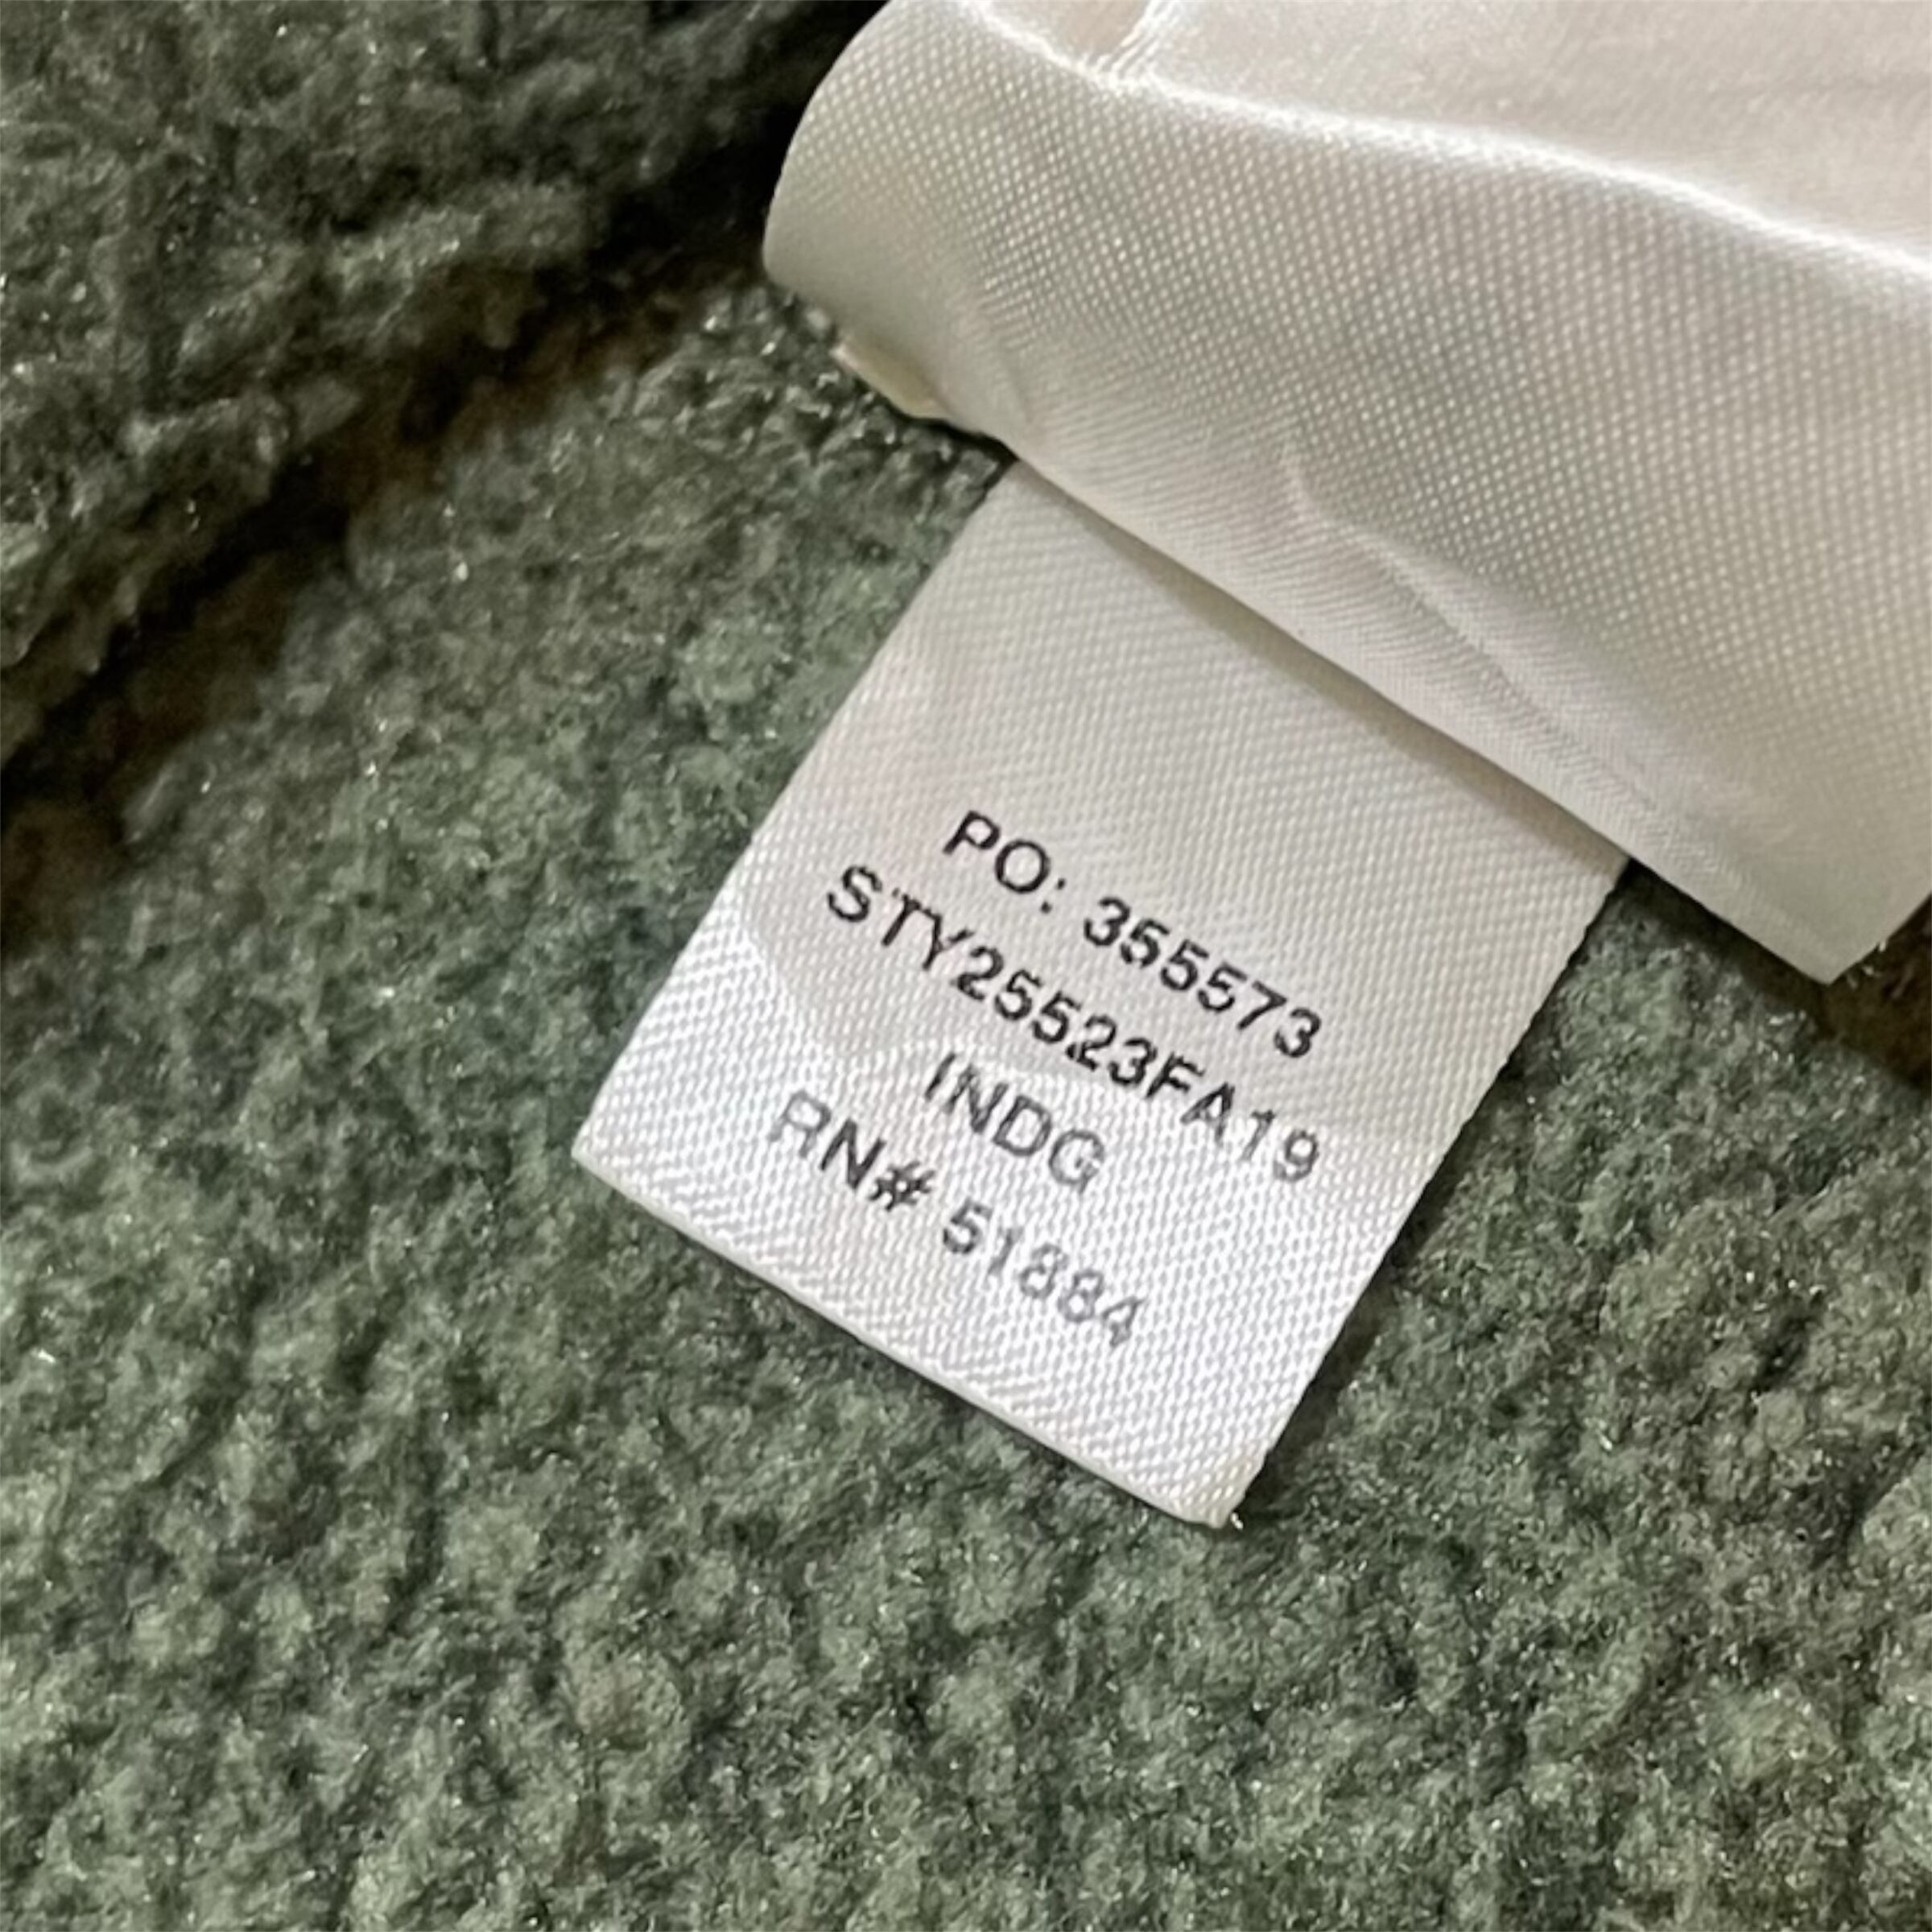 PO: 355573
STY25523FA19
INDG
RN# 51884